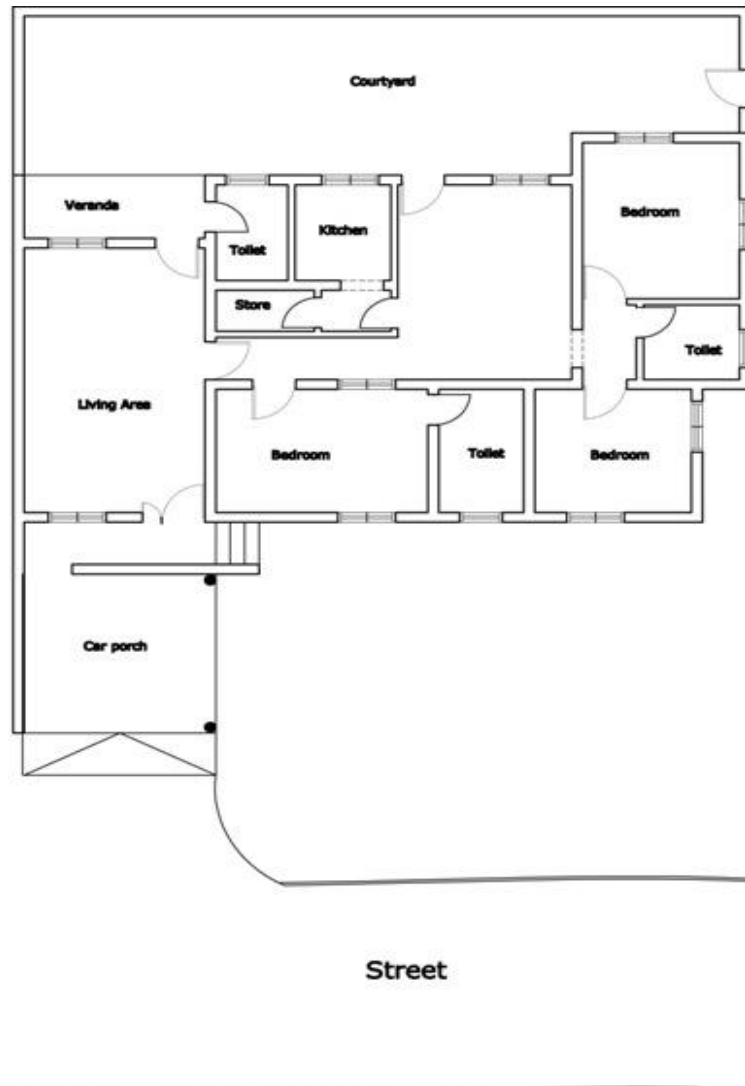 Courtyard
Veranda
Bedroom
Kitchen
Toilet
Store
Toilet
Living Area
Bedroom
Toilet
Bedroom
Car porch
Street